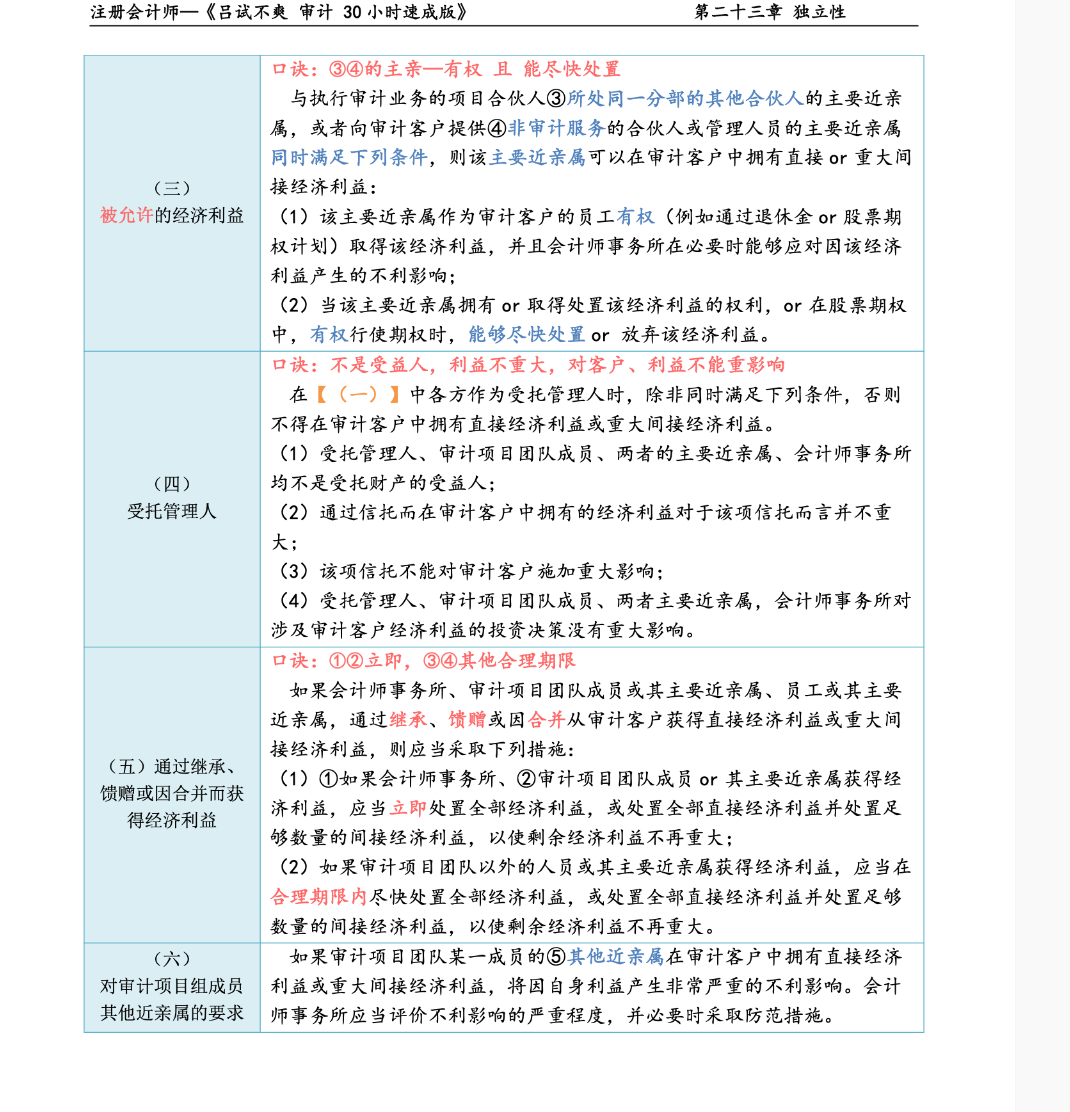 注册会计师—《吕试不爽 审计 30 小时速成版》 第二十三章 独立性
（三）
被允许的经济利益
口诀：③④的主亲—有权 且 能尽快处置
与执行审计业务的项目合伙人③所处同一分部的其他合伙人的主要近亲
属，或者向审计客户提供④非审计服务的合伙人或管理人员的主要近亲属
同时满足下列条件，则该主要近亲属可以在审计客户中拥有直接 or 重大间
接经济利益：
（1）该主要近亲属作为审计客户的员工有权（例如通过退休金 or 股票期
权计划）取得该经济利益，并且会计师事务所在必要时能够应对因该经济
利益产生的不利影响；
（2）当该主要近亲属拥有 or 取得处置该经济利益的权利，or 在股票期权
中，有权行使期权时，能够尽快处置 or 放弃该经济利益。
（四）
受托管理人
口诀：不是受益人，利益不重大，对客户、利益不能重影响
在【（一）】中各方作为受托管理人时，除非同时满足下列条件，否则
不得在审计客户中拥有直接经济利益或重大间接经济利益。
（1）受托管理人、审计项目团队成员、两者的主要近亲属、会计师事务所
均不是受托财产的受益人；
（2）通过信托而在审计客户中拥有的经济利益对于该项信托而言并不重
大；
（3）该项信托不能对审计客户施加重大影响；
（4）受托管理人、审计项目团队成员、两者主要近亲属，会计师事务所对
涉及审计客户经济利益的投资决策没有重大影响。
（五）通过继承、
馈赠或因合并而获
得经济利益
口诀：①②立即，③④其他合理期限
如果会计师事务所、审计项目团队成员或其主要近亲属、员工或其主要
近亲属，通过继承、馈赠或因合并从审计客户获得直接经济利益或重大间
接经济利益，则应当采取下列措施：
（1）①如果会计师事务所、②审计项目团队成员 or 其主要近亲属获得经
济利益，应当立即处置全部经济利益，或处置全部直接经济利益并处置足
够数量的间接经济利益，以使剩余经济利益不再重大；
（2）如果审计项目团队以外的人员或其主要近亲属获得经济利益，应当在
合理期限内尽快处置全部经济利益，或处置全部直接经济利益并处置足够
数量的间接经济利益，以使剩余经济利益不再重大。
（六）
对审计项目组成员
其他近亲属的要求
如果审计项目团队某一成员的⑤其他近亲属在审计客户中拥有直接经济
利益或重大间接经济利益，将因自身利益产生非常严重的不利影响。会计
师事务所应当评价不利影响的严重程度，并必要时采取防范措施。